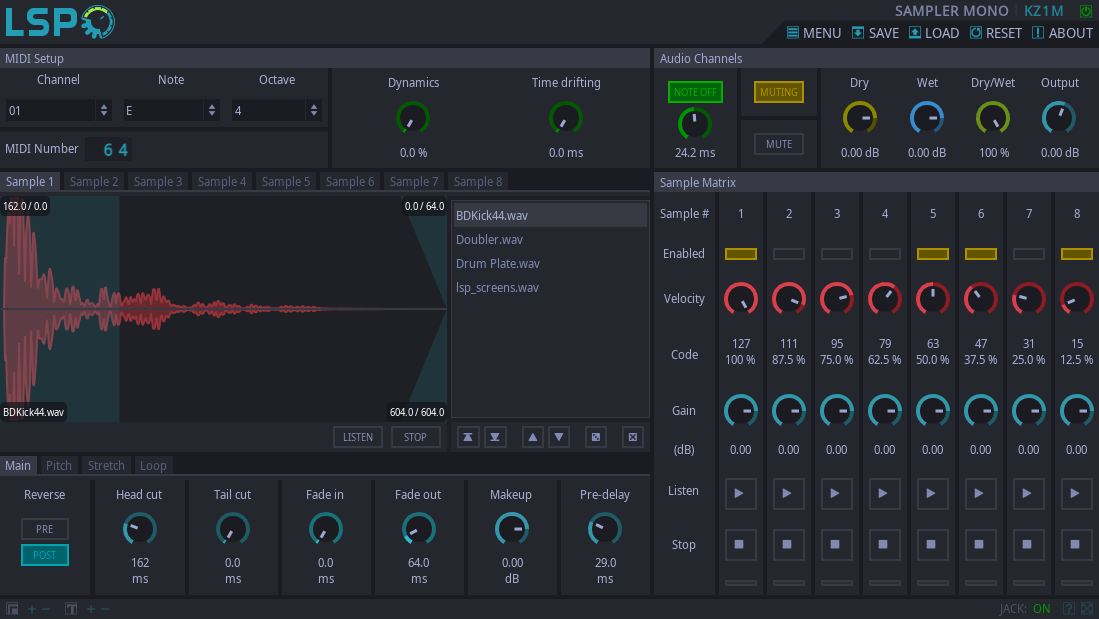 LSP
SAMPLER MONO KZ1M
MENU SAVE LOAD RESET ABOUT
MIDI Setup
Channel Note Octave
01 E 4
MIDI Number 64
Dynamics Time drifting
0.0 % 0.0 ms
Audio Channels
NOTE OFF MUTING
24.2 ms MUTE
Dry Wet Dry/Wet Output
0.00 dB 0.00 dB 100 % 0.00 dB
Sample 1 Sample 2 Sample 3 Sample 4 Sample 5 Sample 6 Sample 7 Sample 8
162.0 / 0.0 0.0 / 64.0
BDKick44.wav 604.0 / 604.0
BDKick44.wav
Doubler.wav
Drum Plate.wav
lsp_screens.wav
LISTEN STOP
Main Pitch Stretch Loop
Reverse Head cut Tail cut Fade in Fade out Makeup Pre-delay
PRE
POST
162 0.0 0.0 64.0 0.00 29.0
ms ms ms ms dB ms
Sample Matrix
Sample # 1 2 3 4 5 6 7 8
Enabled
Velocity
Code
127 111 95 79 63 47 31 15
100 % 87.5 % 75.0 % 62.5 % 50.0 % 37.5 % 25.0 % 12.5 %
Gain
(dB) 0.00 0.00 0.00 0.00 0.00 0.00 0.00 0.00
Listen
Stop
T JACK: ON ?